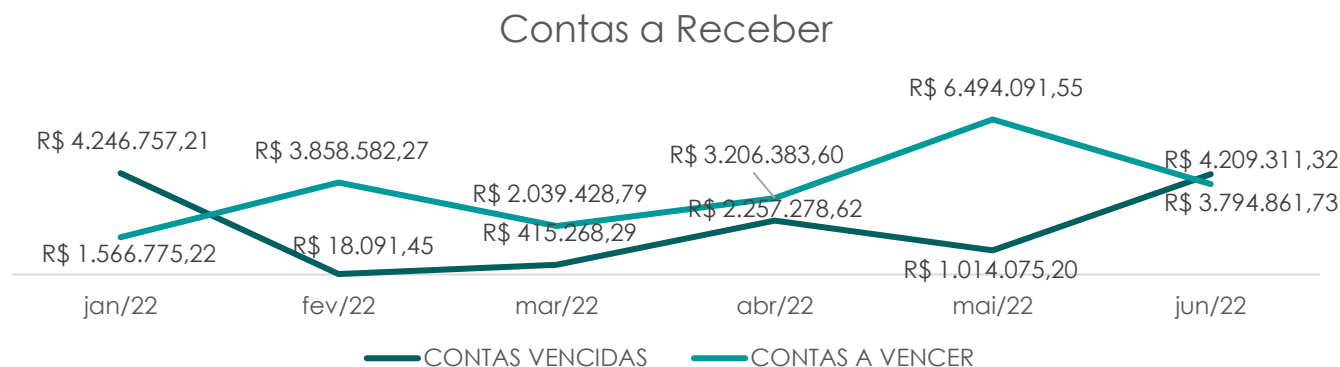 Contas a Receber
R$ 6.494.091,55
R$ 4.246.757,21
R$ 3.858.582,27
R$ 3.206.383,60
R$ 4.209.311,32
R$ 2.039.428,79
R$ 3.794.861,73
R$ 2.257.278,62
R$ 415.268,29
R$ 18.091,45
R$ 1.566.775,22
R$ 1.014.075,20
jan/22 fev/22 mar/22 abr/22 mai/22 jun/22
CONTAS VENCIDAS CONTAS A VENCER